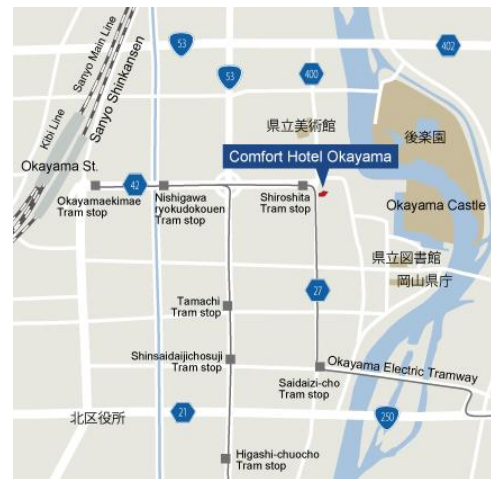 53
402
Sanyo Main Line
Sanyo Shinkansen
Kibi Line
53
400
県立美術館
後楽園
Comfort Hotel Okayama
Okayama St.
42
Okayamaekimae
Tram stop
Nishigawa
ryokudokouen
Tram stop
Shiroshita
Tram stop
Okayama Castle
県立図書館
岡山県庁
27
Tamachi
Tram stop
Shinsaidaijichosuji
Tram stop
Okayama Electric Tramway
Saidaizi-cho
Tram stop
北区役所
21
250
Higashi-chuocho
Tram stop